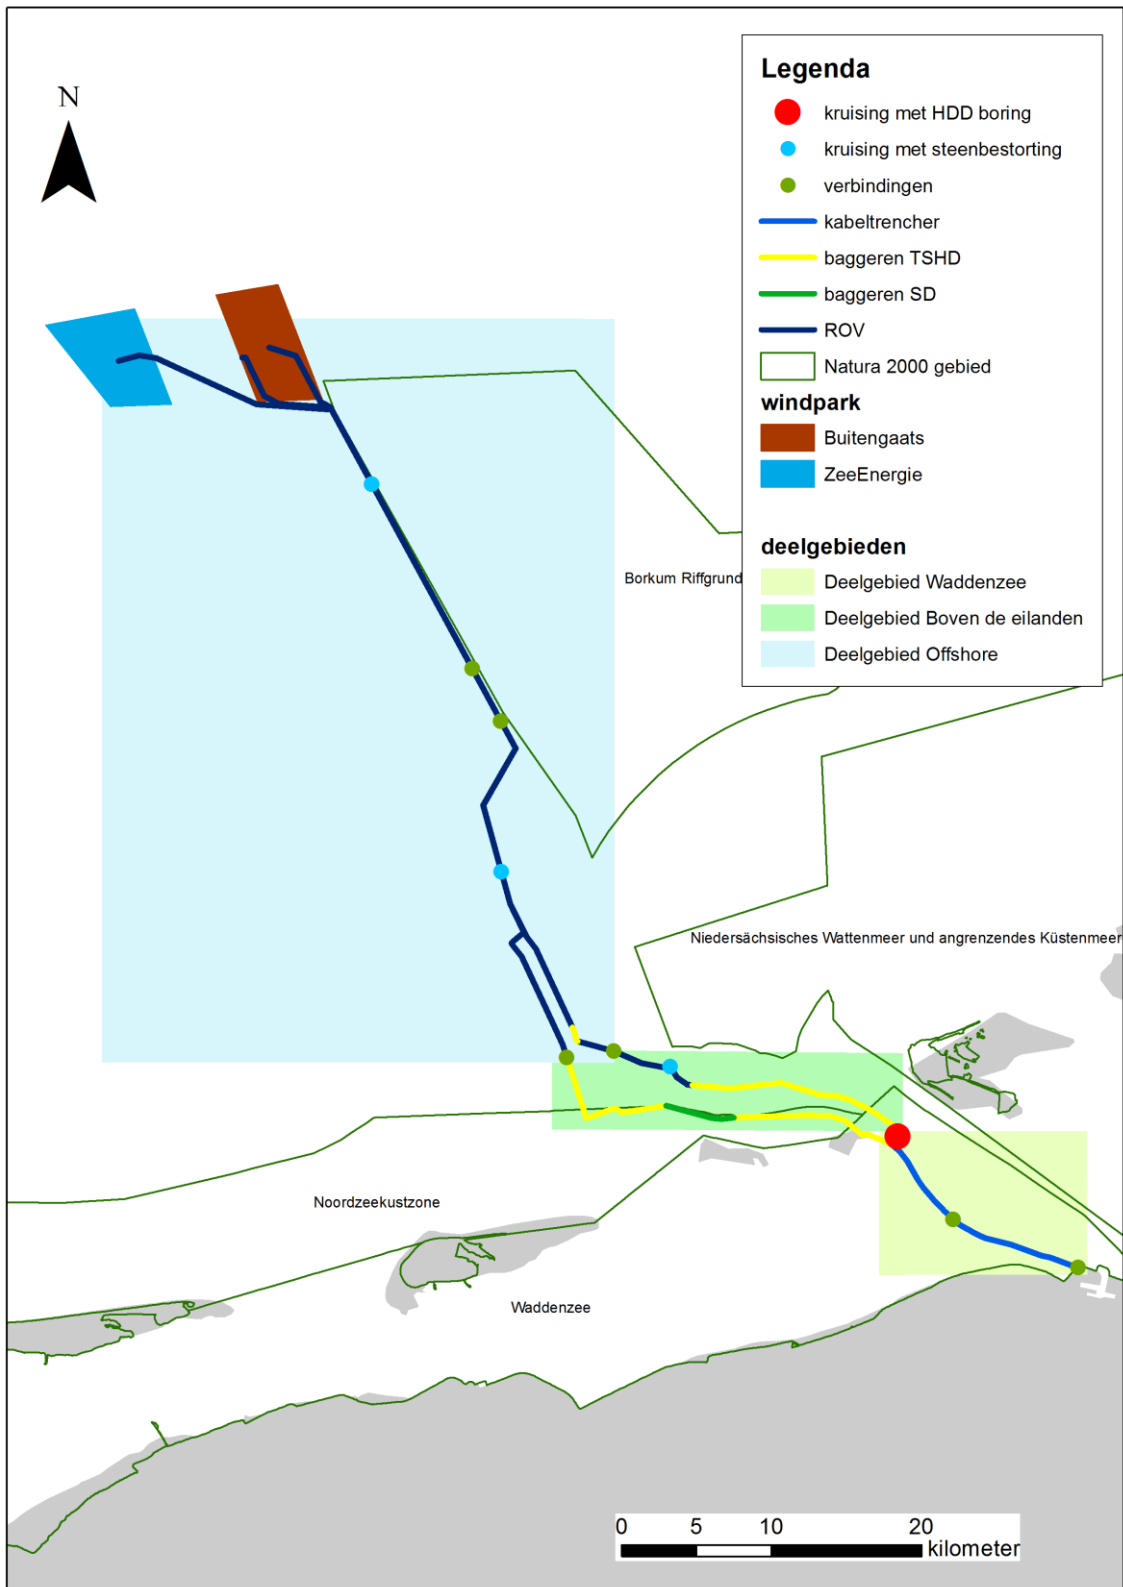 N
Legenda
kruising met HDD boring
kruising met steenbestorting
verbindingen
kabeltrencher
baggeren TSHD
baggeren SD
ROV
Natura 2000 gebied
windpark
Buitengaats
ZeeEnergie
deelgebieden
Deelgebied Waddenzee
Deelgebied Boven de eilanden
Deelgebied Offshore
Borkum Riffgrund
Niedersächsisches Wattenmeer und angrenzendes Küstenmeer
Noordzeekustzone
Waddenzee
0 5 10 20
kilometer